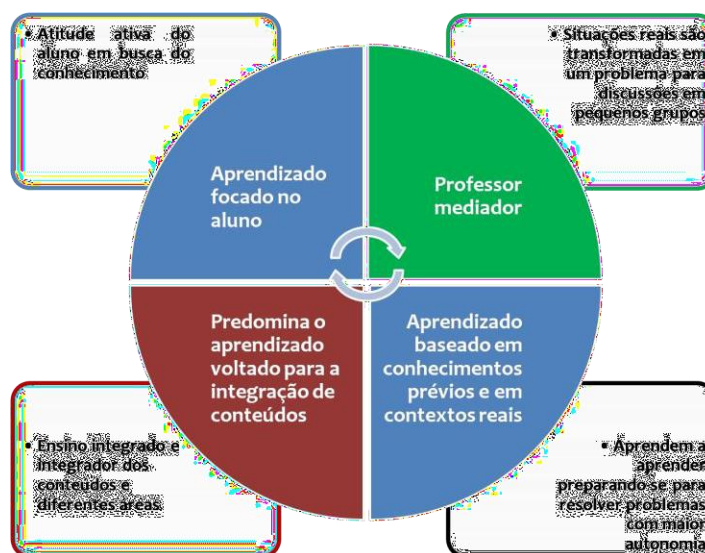 • Atitude ativa do
aluno em busca do
conhecimento
• Situações reais são
transformadas em
um problema para
discussões em
pequenos grupos
Aprendizado
focado no
aluno
Professor
mediador
Predomina o
aprendizado
voltado para a
integração de
conteúdos
Aprendizado
baseado em
conhecimentos
prévios e em
contextos reais
• Ensino integrado e
integrador dos
conteúdos e
diferentes áreas.
• Aprendem a
aprender
preparando-se para
resolver problemas
com maior
autonomia